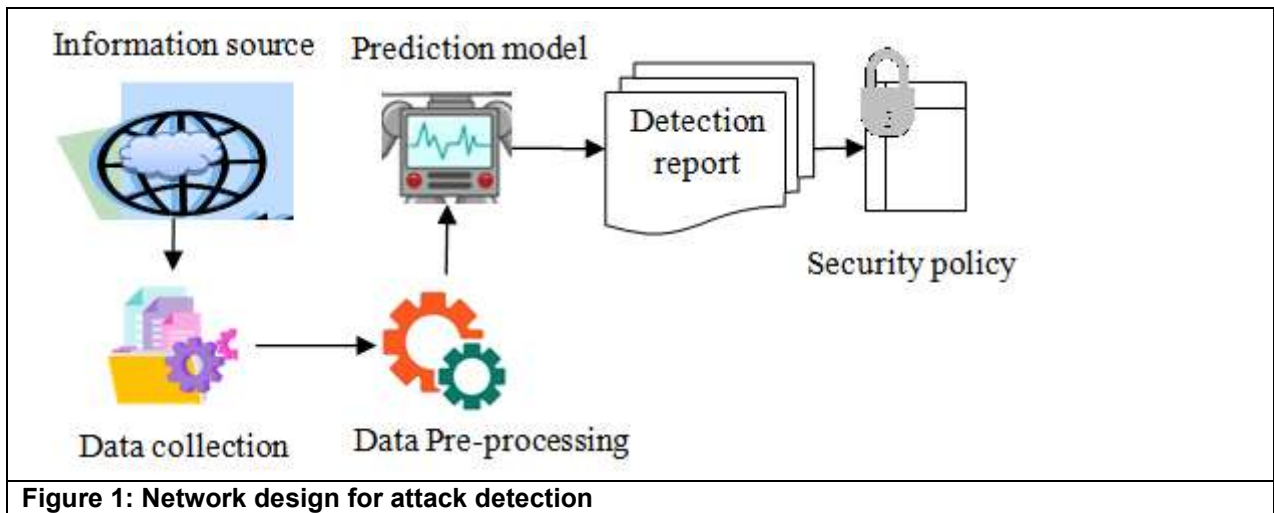 Information source
Prediction model
Detection
report
Security policy
Data collection
Data Pre-processing
Figure 1: Network design for attack detection